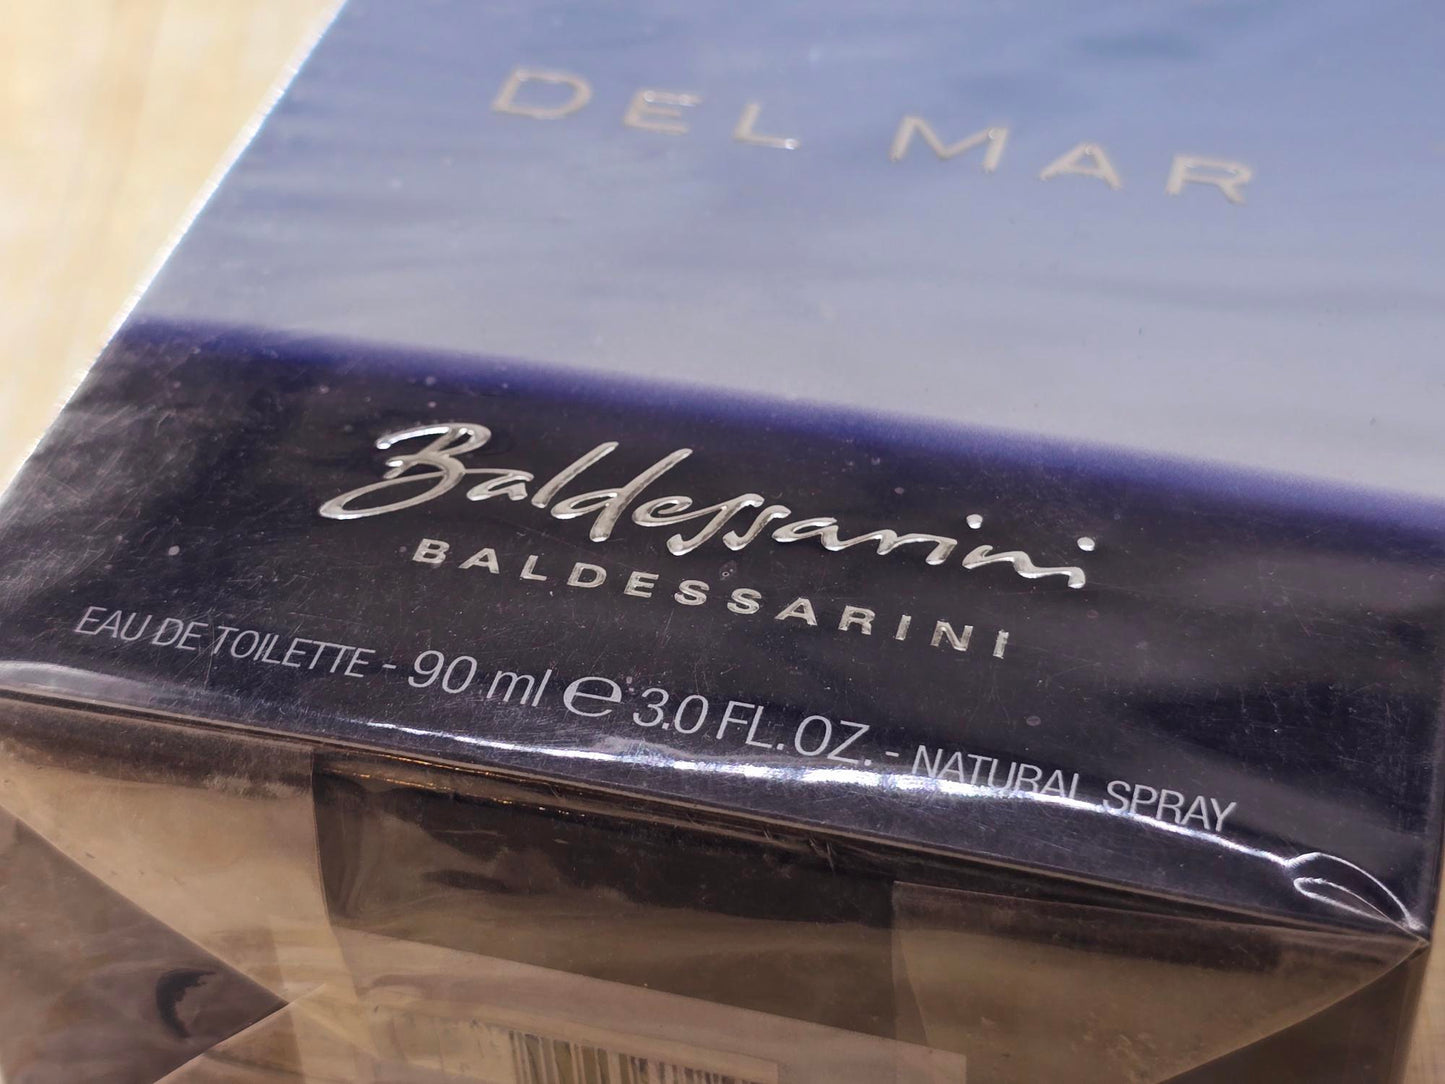 DEL MAR
Baldessarini
BALDESSARINI
EAU DE TOILETTE - 90 ml ℮ 3.0 FL. OZ. - NATURAL SPRAY